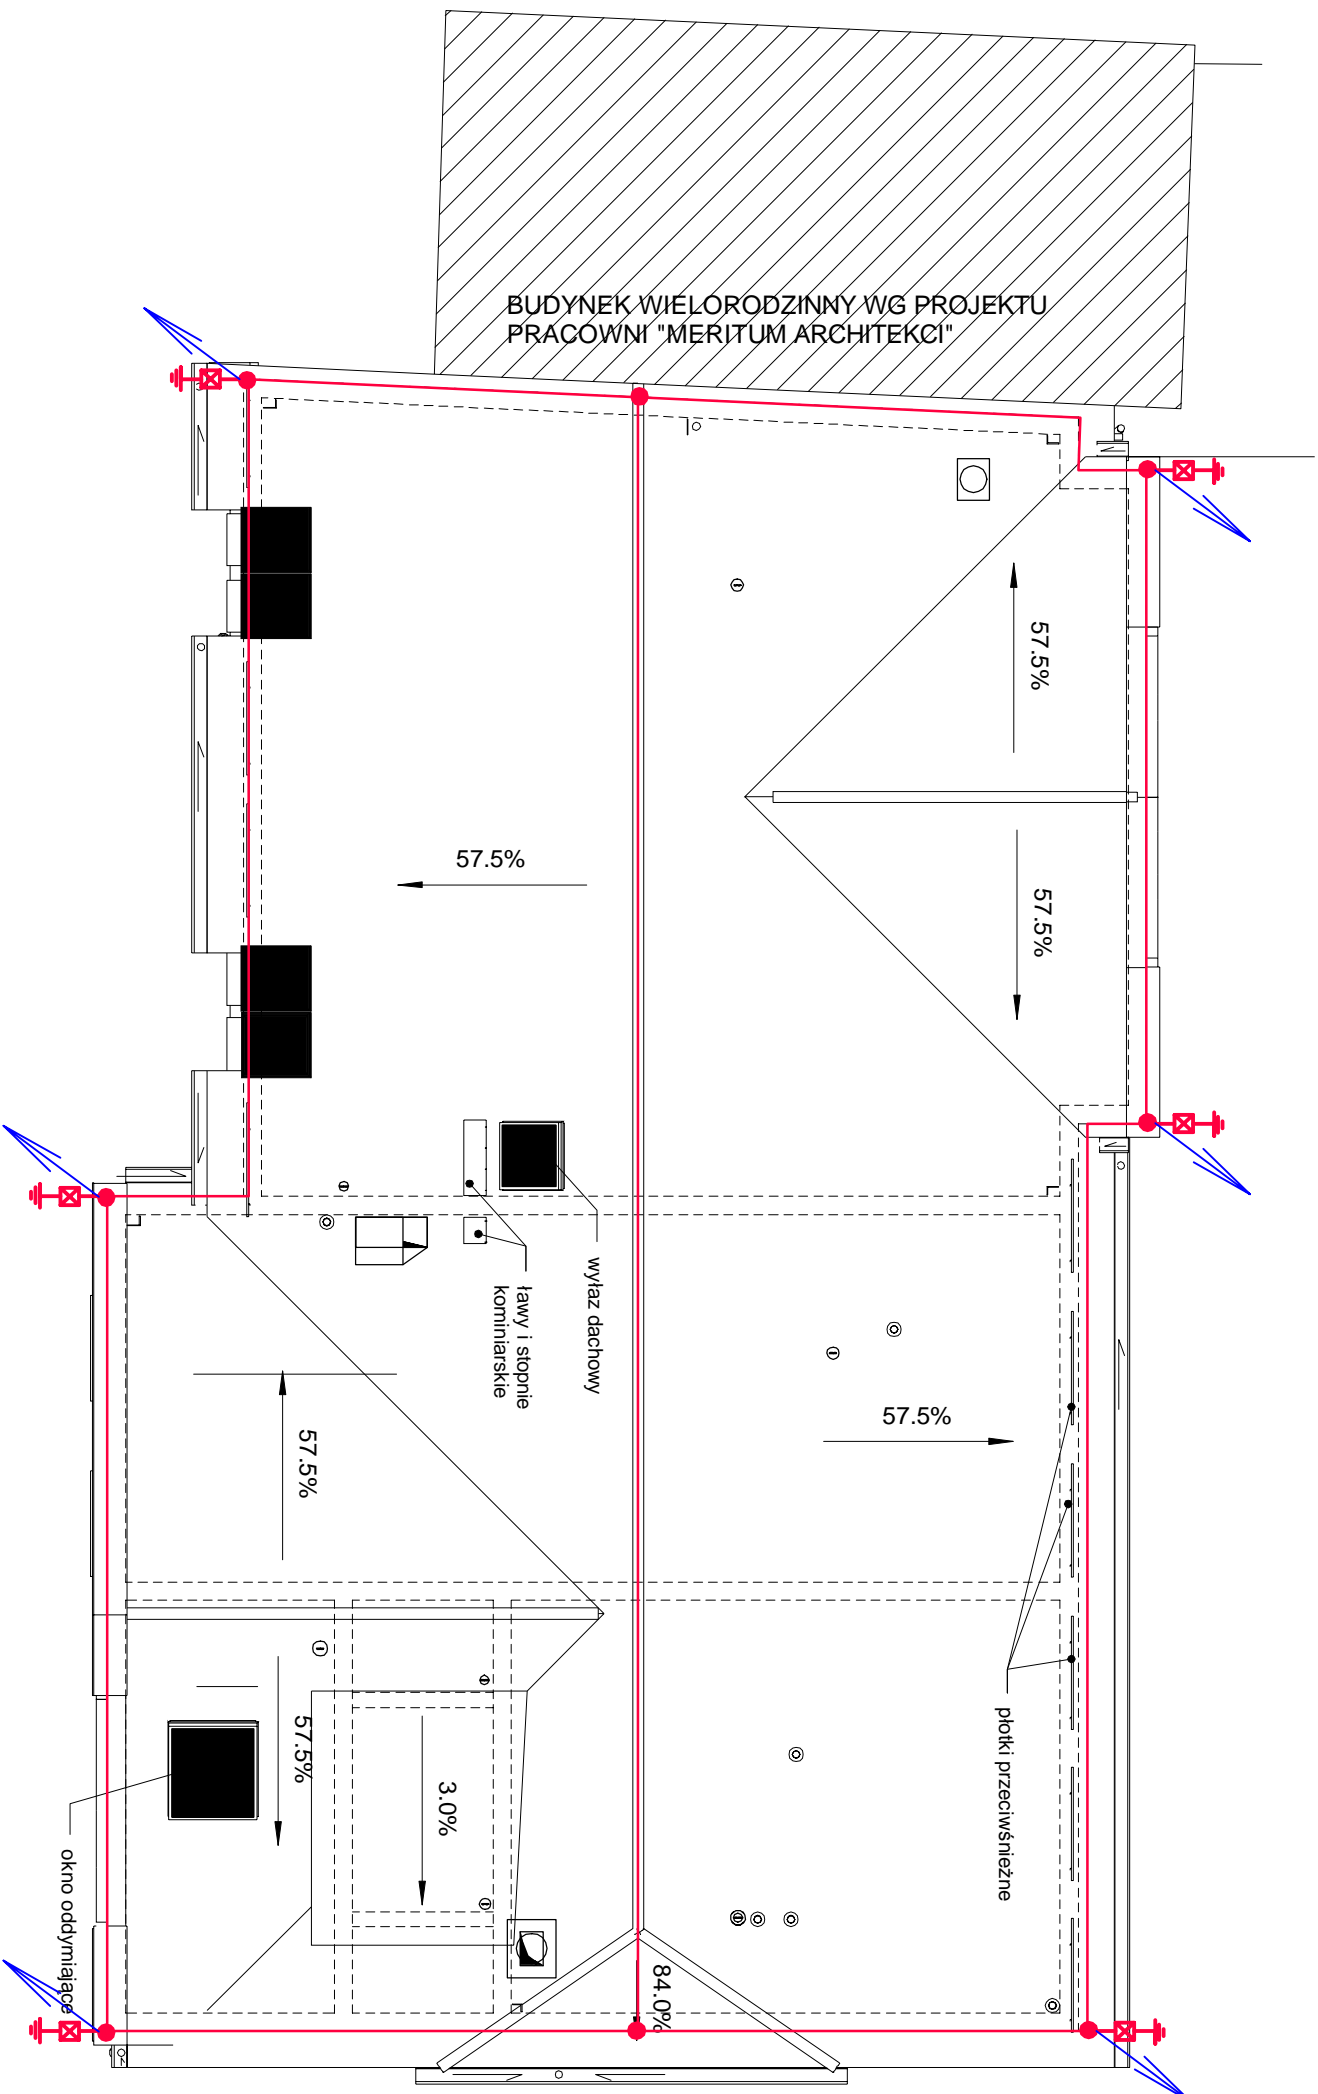 BUDYNEK WIELORODZINNY WG PROJEKTU
PRACOWNI "MERITUM ARCHITEKCI"
57.5%
57.5%
57.5%
wyłaz dachowy
ławy i stopnie
kominiarskie
57.5%
57.5%
57.5%
3.0%
płotki przeciwśnieżne
okno oddymiające
84.0%